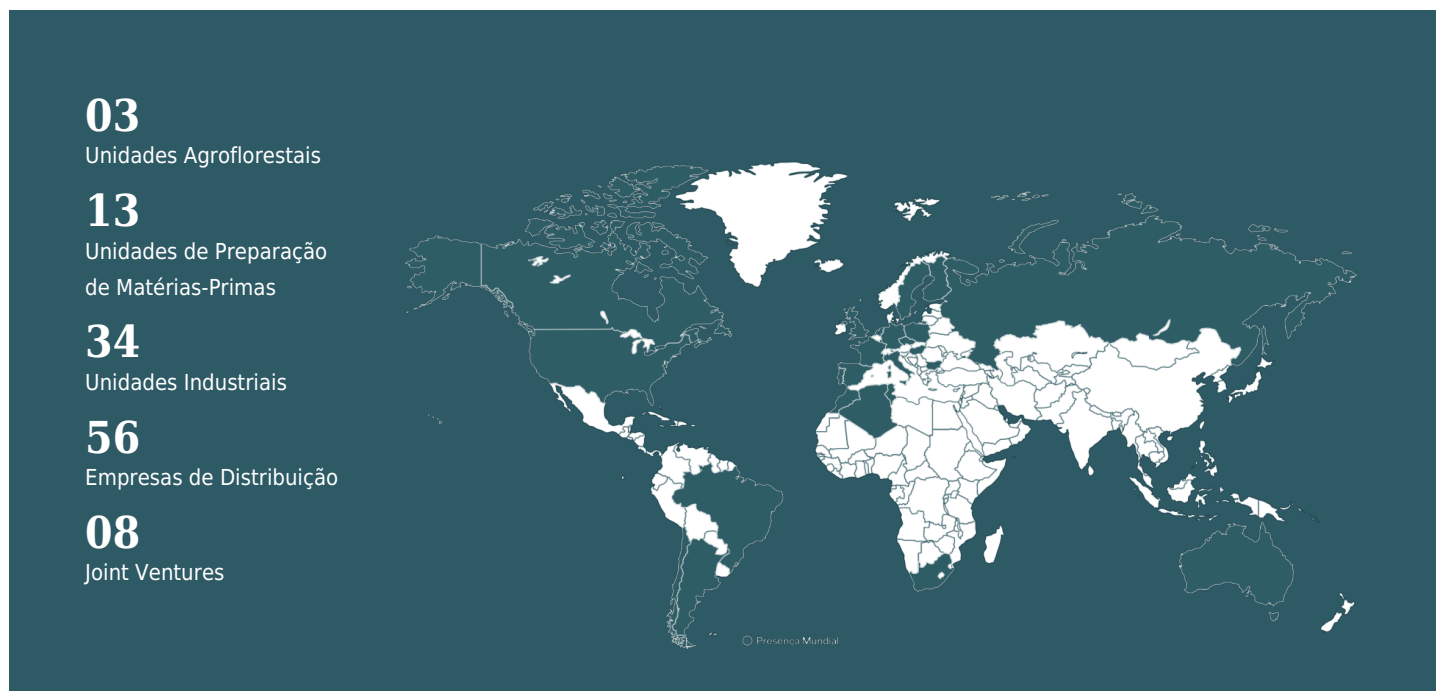 03
Unidades Agroflorestais
13
Unidades de Preparação
de Matérias-Primas
34
Unidades Industriais
56
Empresas de Distribuição
08
Joint Ventures
Presença Mundial